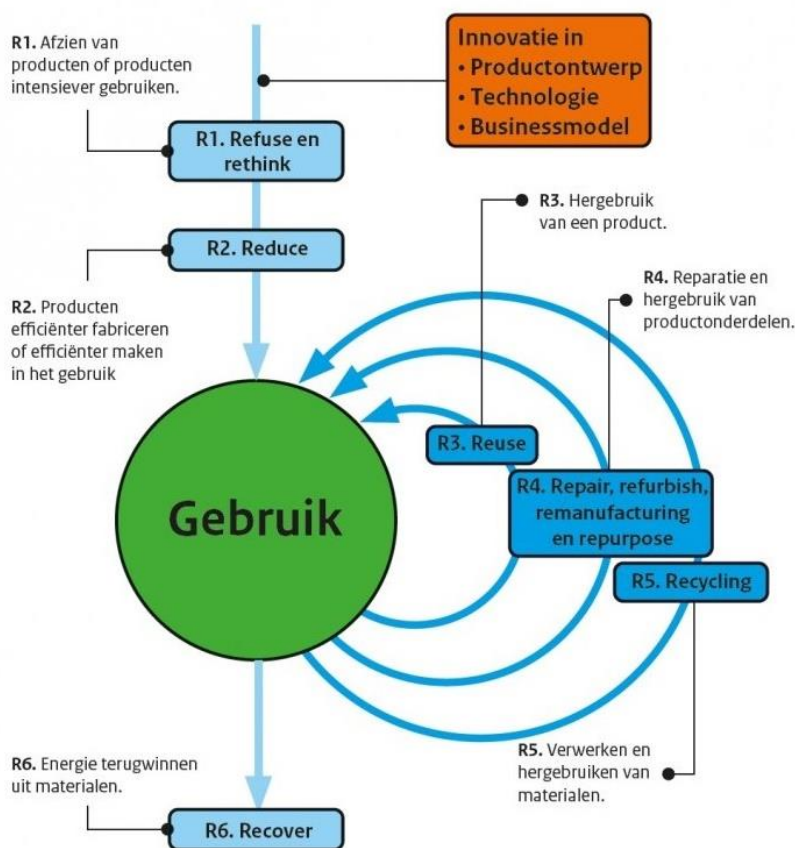 R1. Afzien van
producten of producten
intensiever gebruiken.
Innovatie in
• Productontwerp
• Technologie
• Businessmodel
R1. Refuse en
rethink
R3. Hergebruik
van een product.
R2. Reduce
R4. Reparatie en
hergebruik van
productonderdelen.
R2. Producten
efficiënter fabriceren
of efficiënter maken
in het gebruik
R3. Reuse
Gebruik
R4. Repair, refurbish,
remanufacturing
en repurpose
R5. Recycling
R5. Verwerken en
hergebruiken van
materialen.
R6. Energie terugwinnen
uit materialen.
R6. Recover